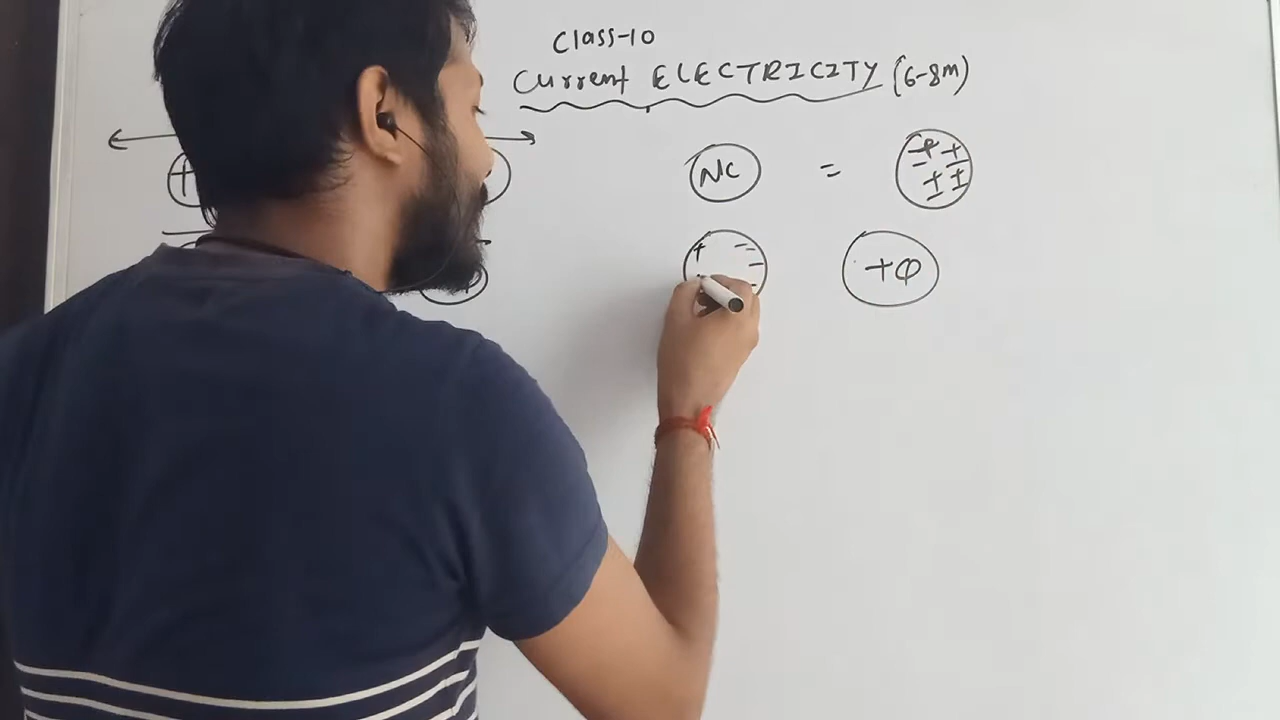 Class-10
Current ELECTRICITY (6-8m)
+
NC = + + + +
+ - - - - +Q